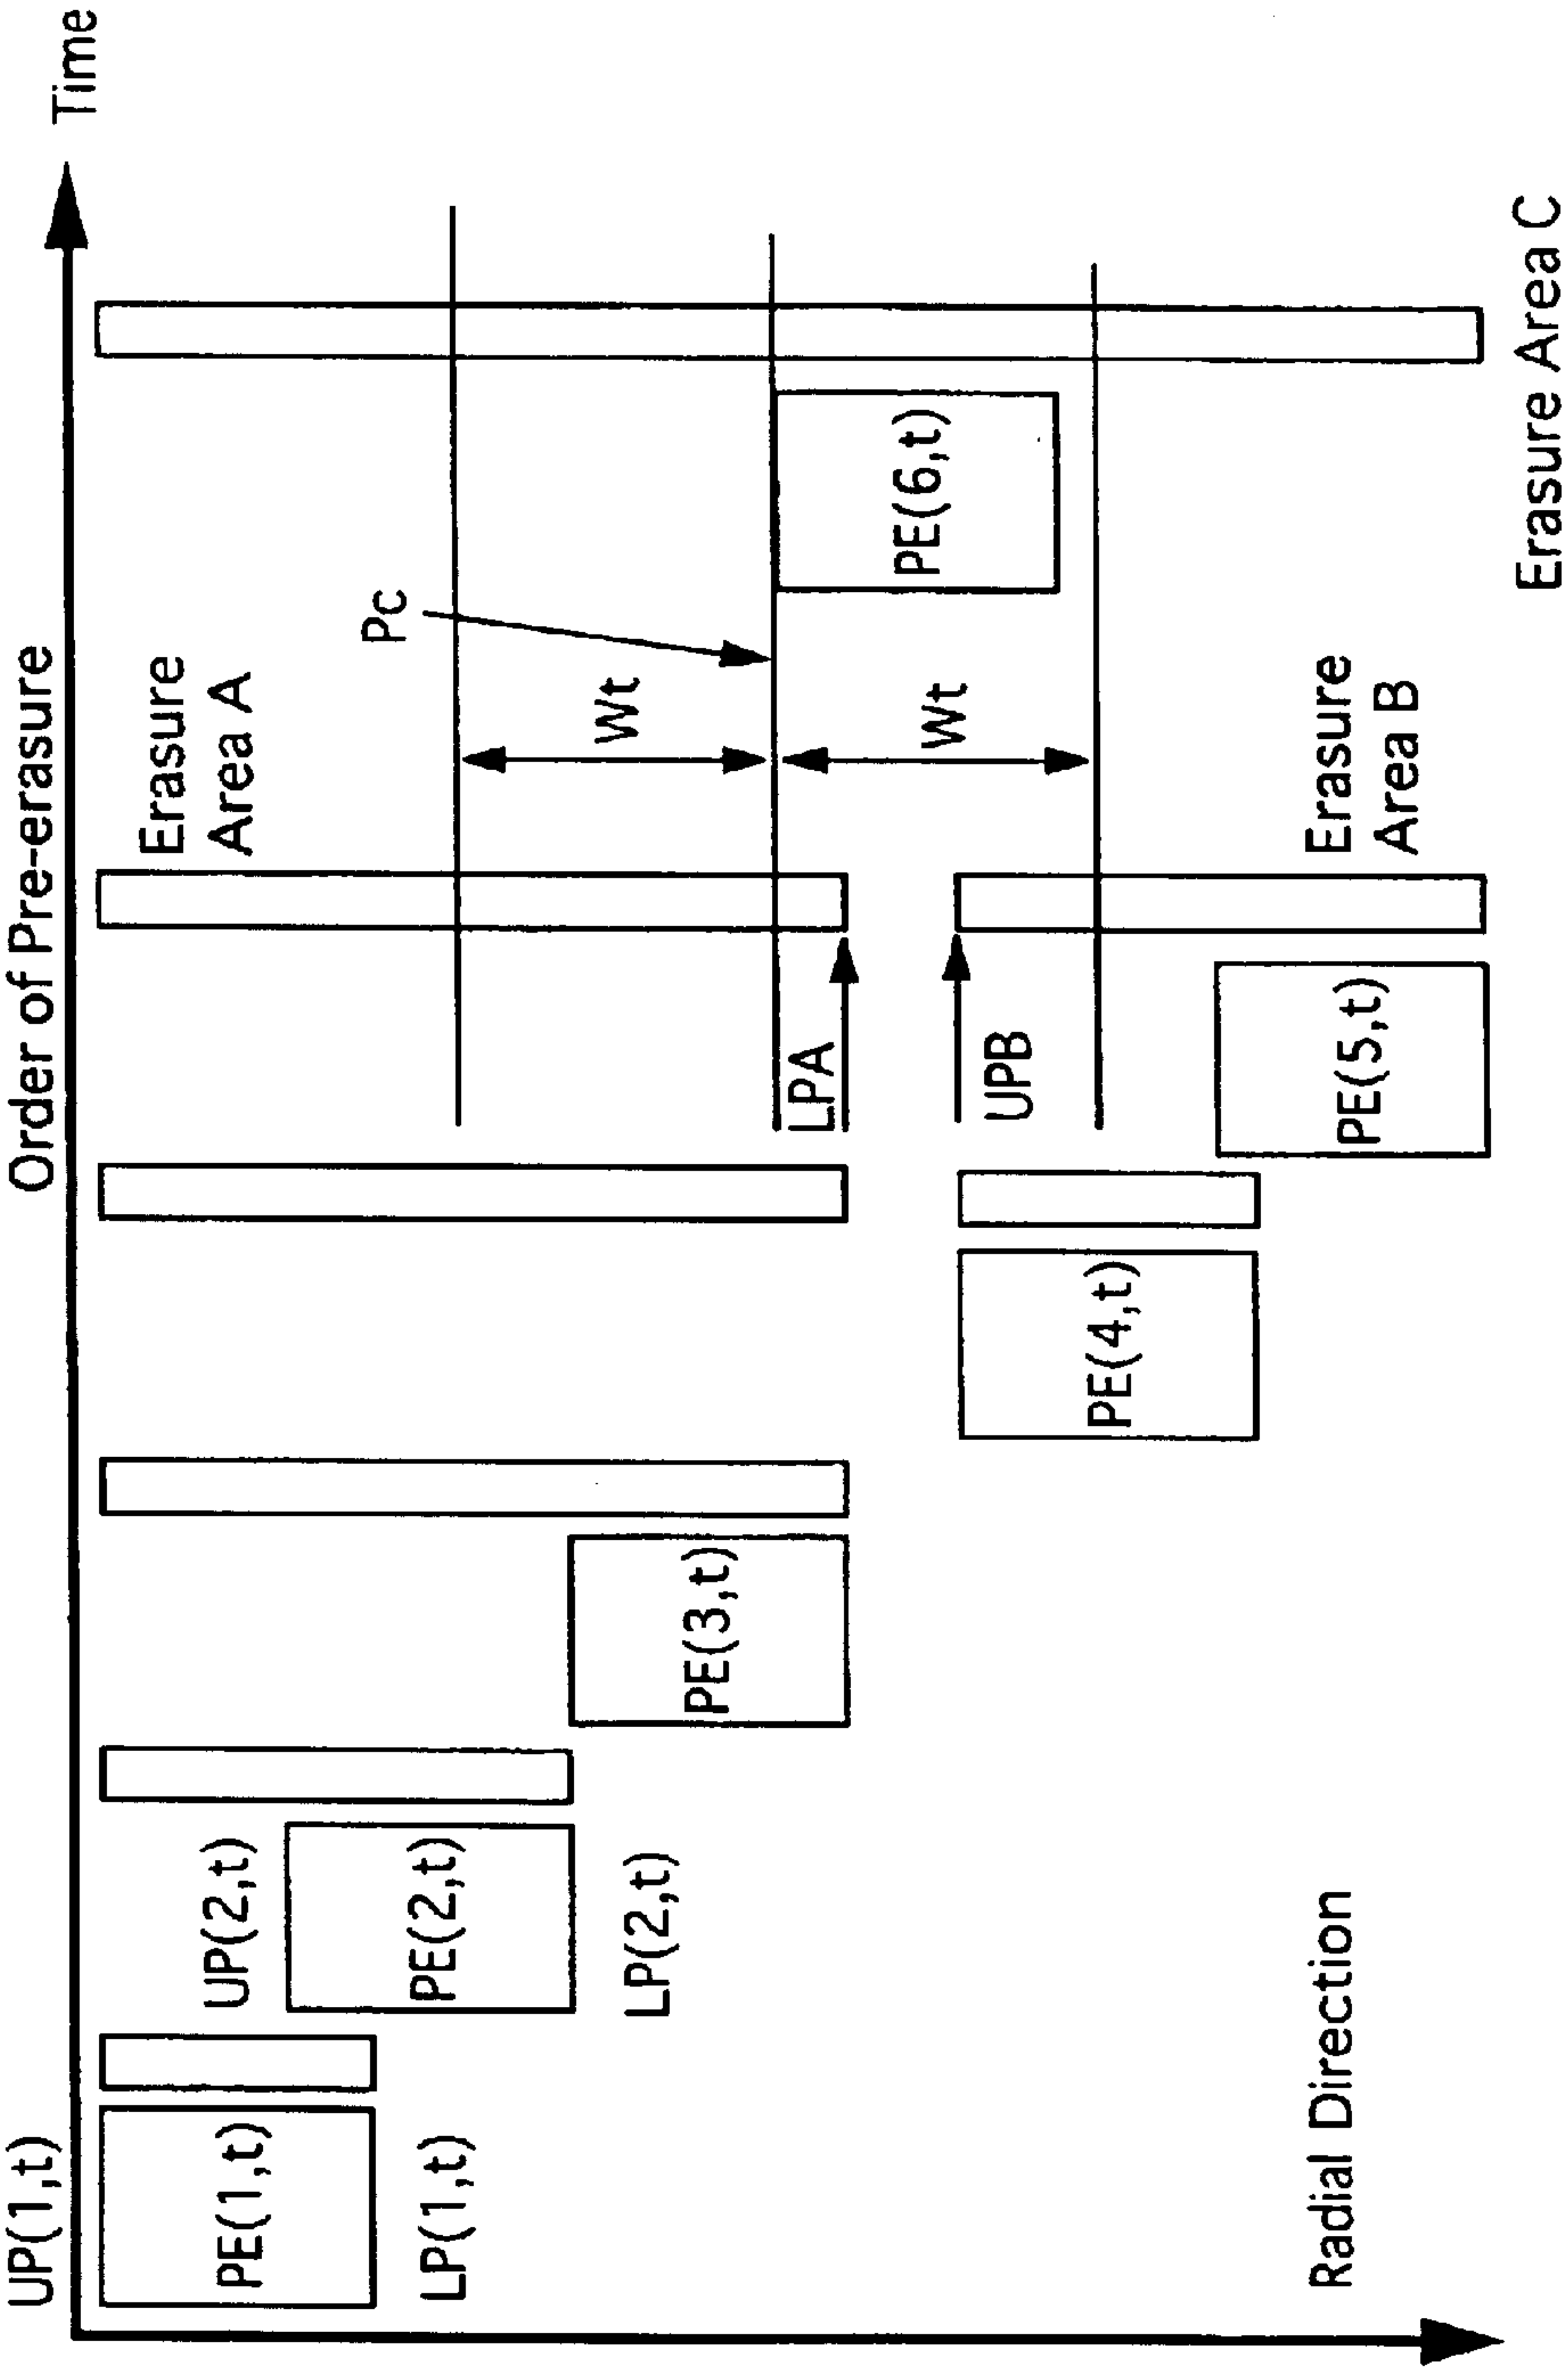 Order of Pre-erasure
Time
UP(1,t)
PE(1,t)
LP(1,t)
UP(2,t)
PE(2,t)
LP(2,t)
PE(3,t)
PE(4,t)
PE(5,t)
LPA
UPB
Erasure
Area A
Erasure
Area B
Wt
Wt
Pc
PE(6,t)
Erasure Area C
Radial Direction